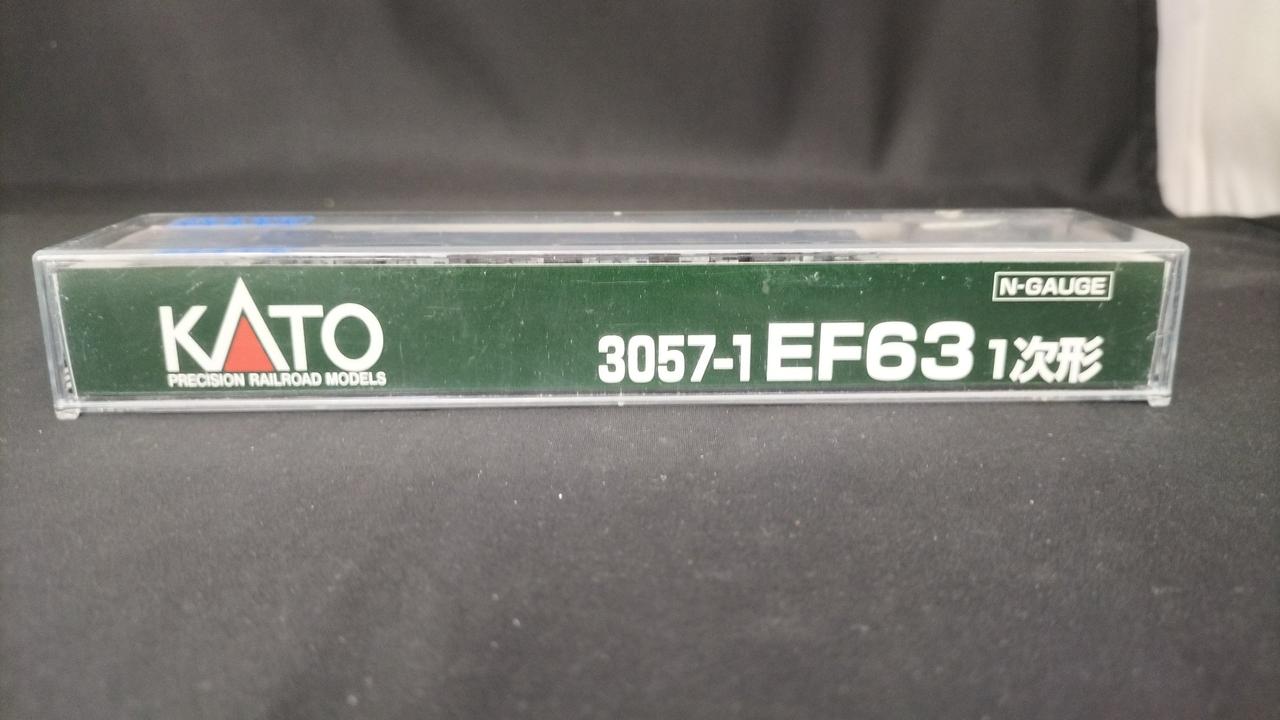 KATO
PRECISION RAILROAD MODELS
N-GAUGE
3057-1 EF63 1次形